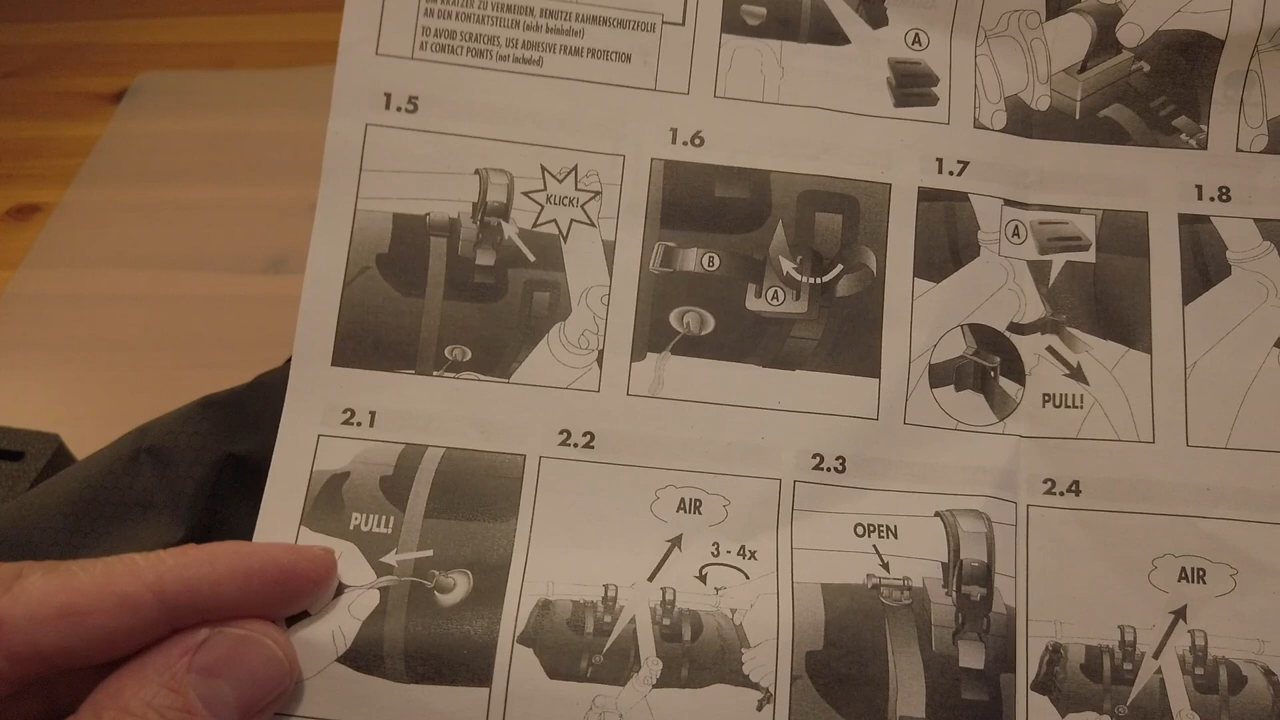 UM KRATZER ZU VERMEIDEN, BENUTZE RAHMENSCHUTZFOLIE
AN DEN KONTAKTSTELLEN (nicht beinhaltet)
TO AVOID SCRATCHES, USE ADHESIVE FRAME PROTECTION
AT CONTACT POINTS (not included)
A
1.5
1.6
1.7
1.8
KLICK!
B
A
A
PULL!
2.1
2.2
2.3
2.4
PULL!
AIR
3 - 4x
OPEN
AIR